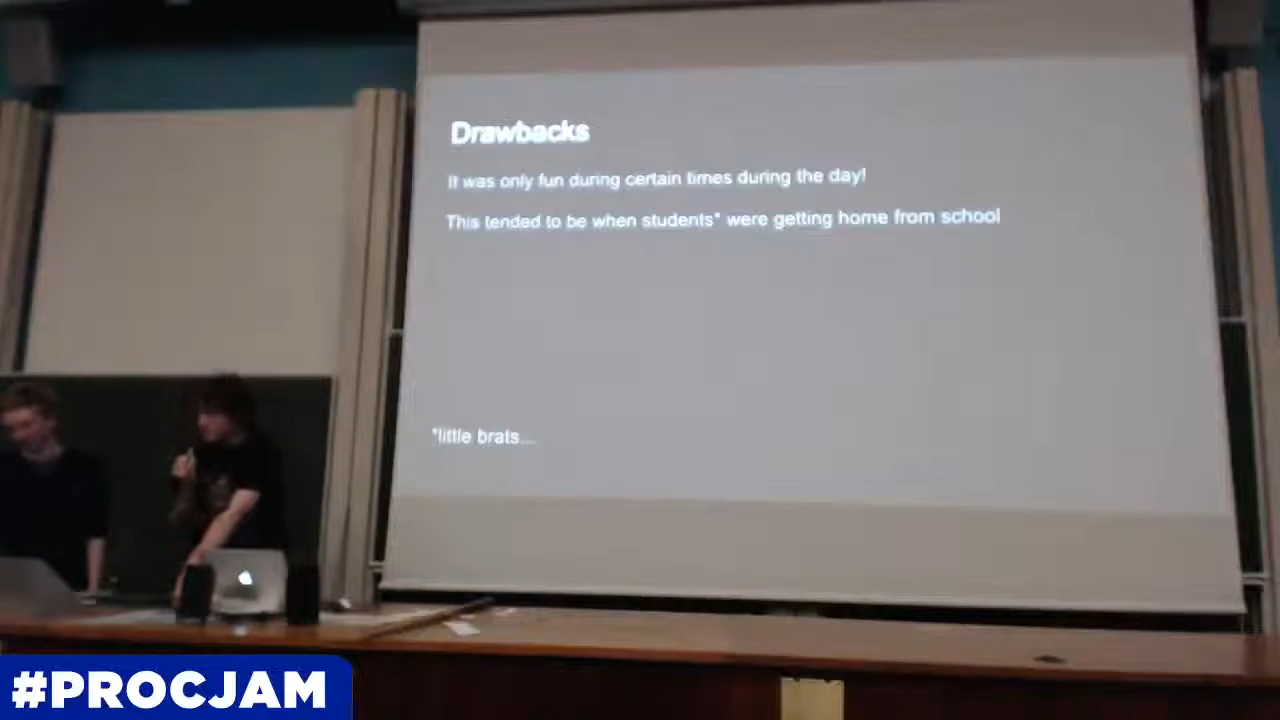 Drawbacks
It was only fun during certain times during the day!
This tended to be when students* were getting home from school
*little brats...
#PROCJAM